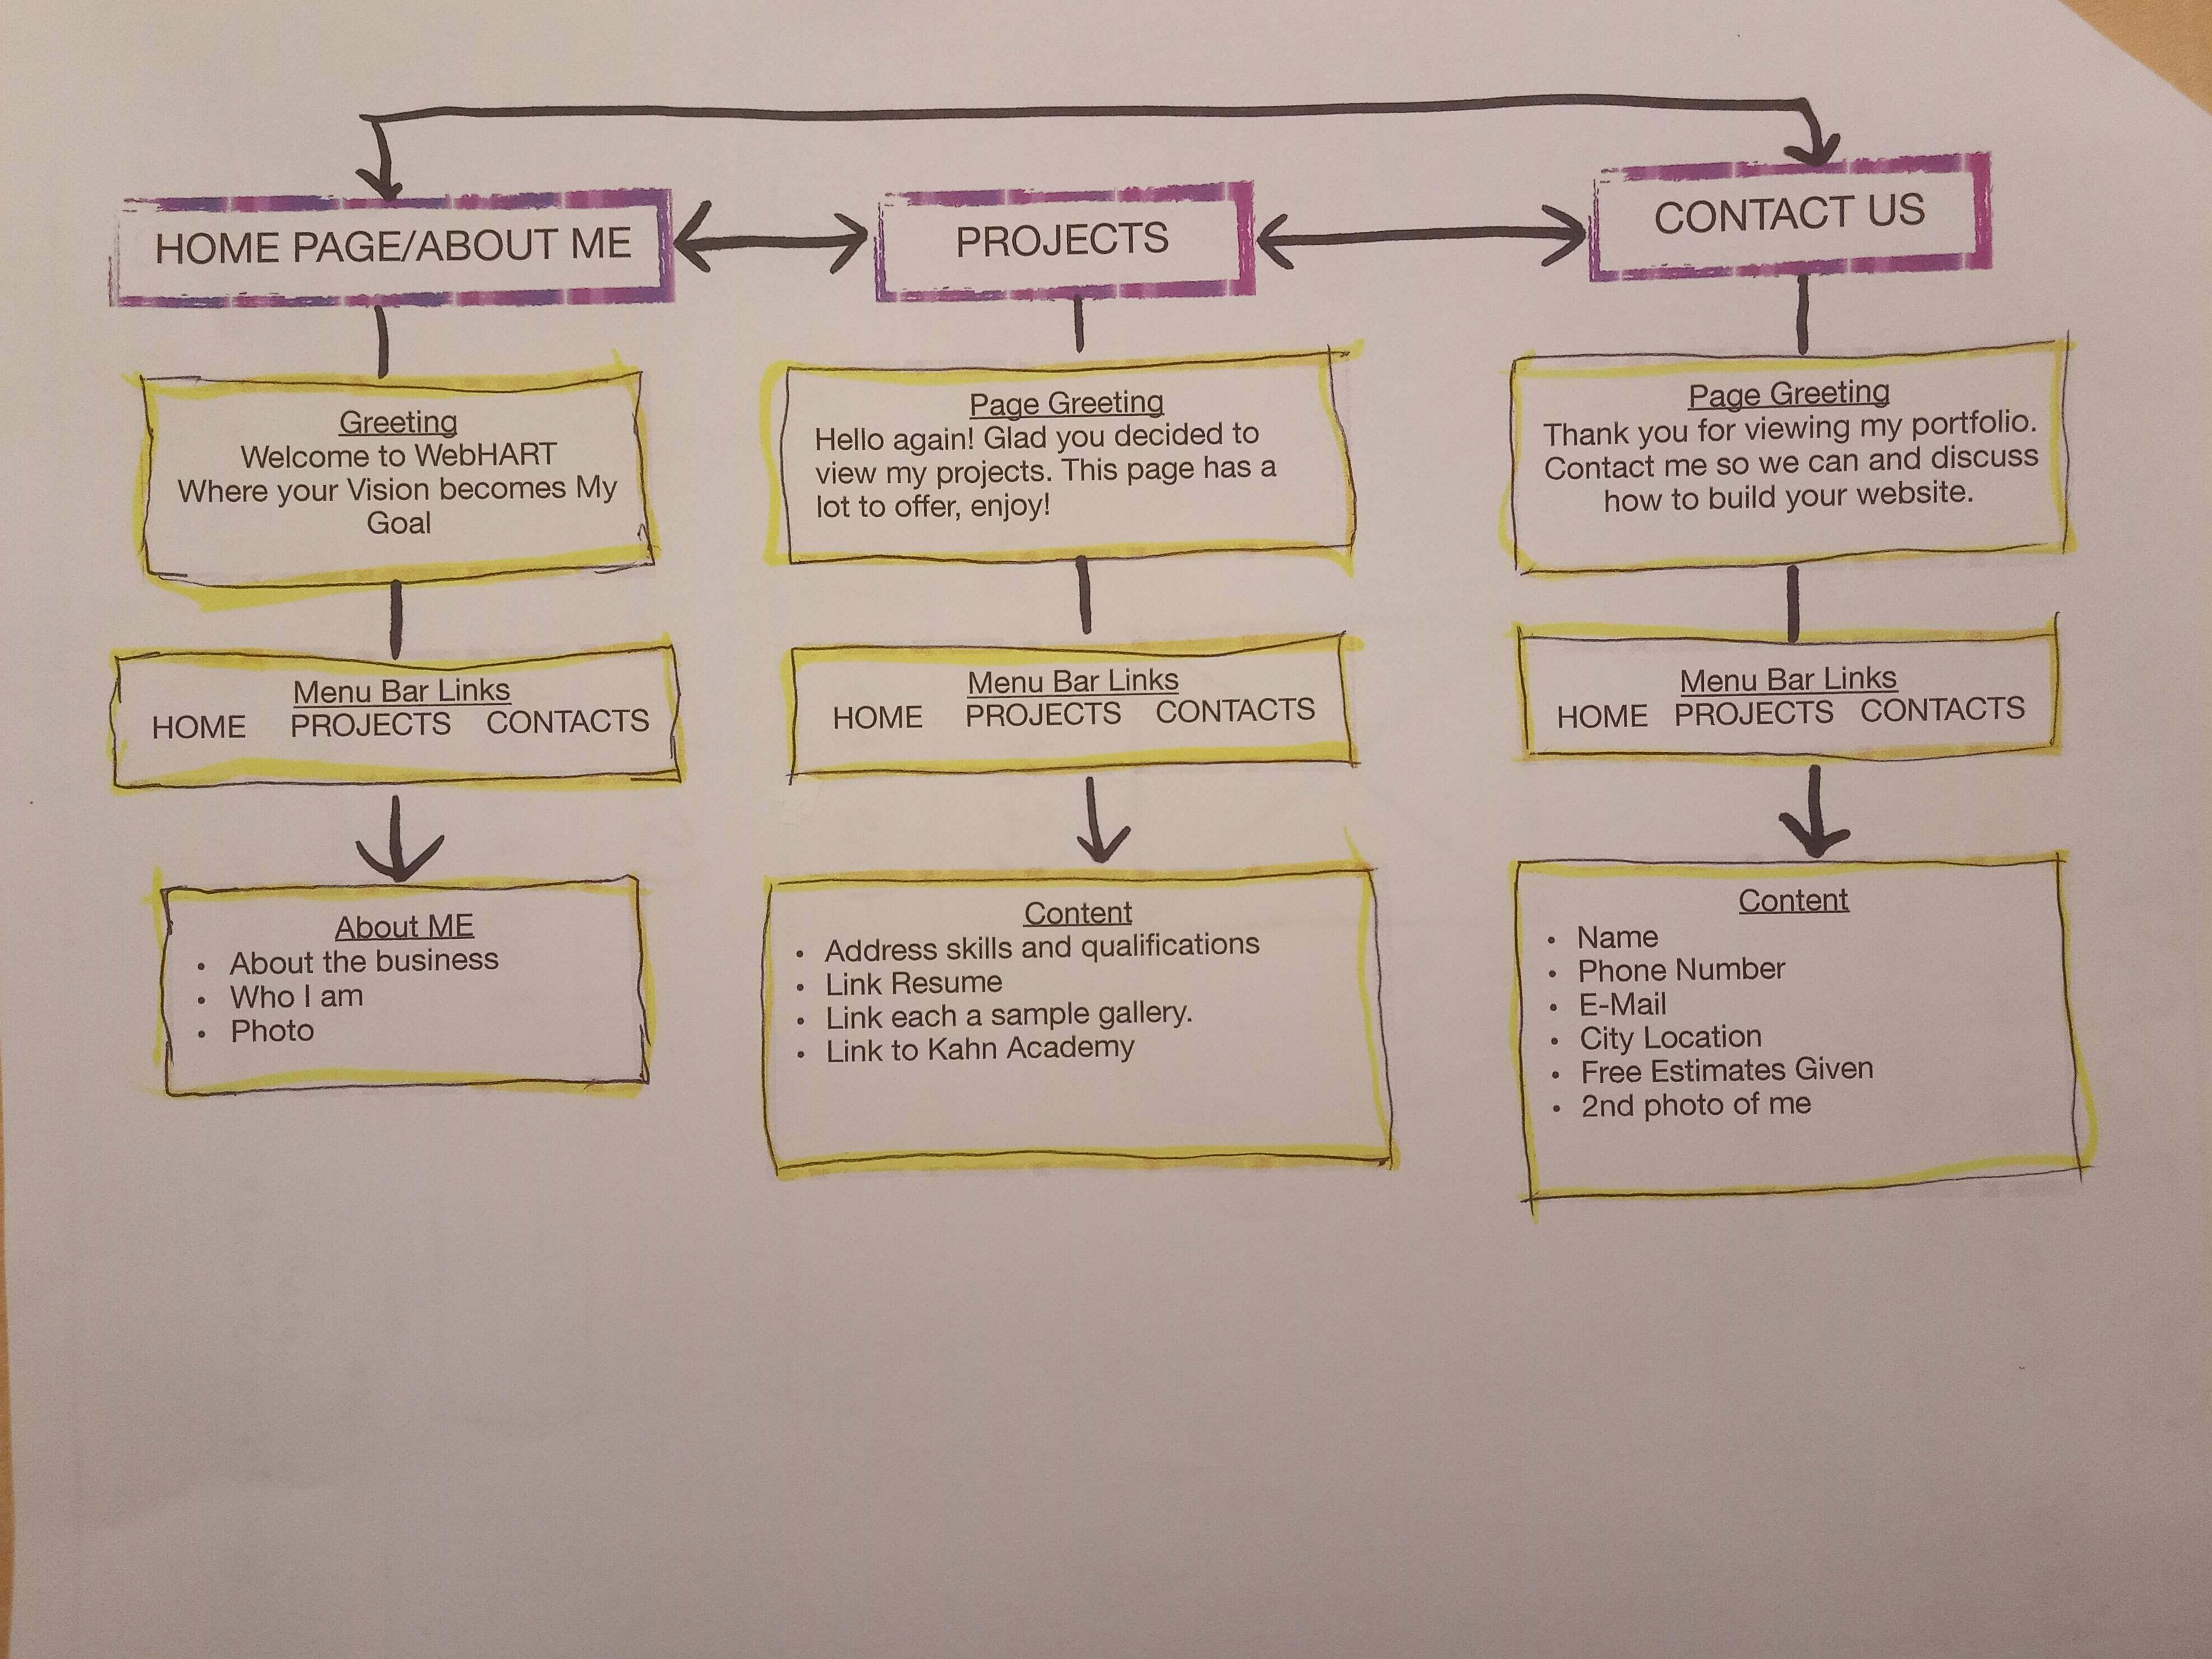 HOME PAGE/ABOUT ME
PROJECTS
CONTACT US
Greeting
Welcome to WebHART
Where your Vision becomes My
Goal
Page Greeting
Hello again! Glad you decided to
view my projects. This page has a
lot to offer, enjoy!
Page Greeting
Thank you for viewing my portfolio.
Contact me so we can and discuss
how to build your website.
Menu Bar Links
HOME PROJECTS CONTACTS
Menu Bar Links
HOME PROJECTS CONTACTS
Menu Bar Links
HOME PROJECTS CONTACTS
About ME
• About the business
• Who I am
• Photo
Content
• Address skills and qualifications
• Link Resume
• Link each a sample gallery.
• Link to Kahn Academy
Content
• Name
• Phone Number
• E-Mail
• City Location
• Free Estimates Given
• 2nd photo of me